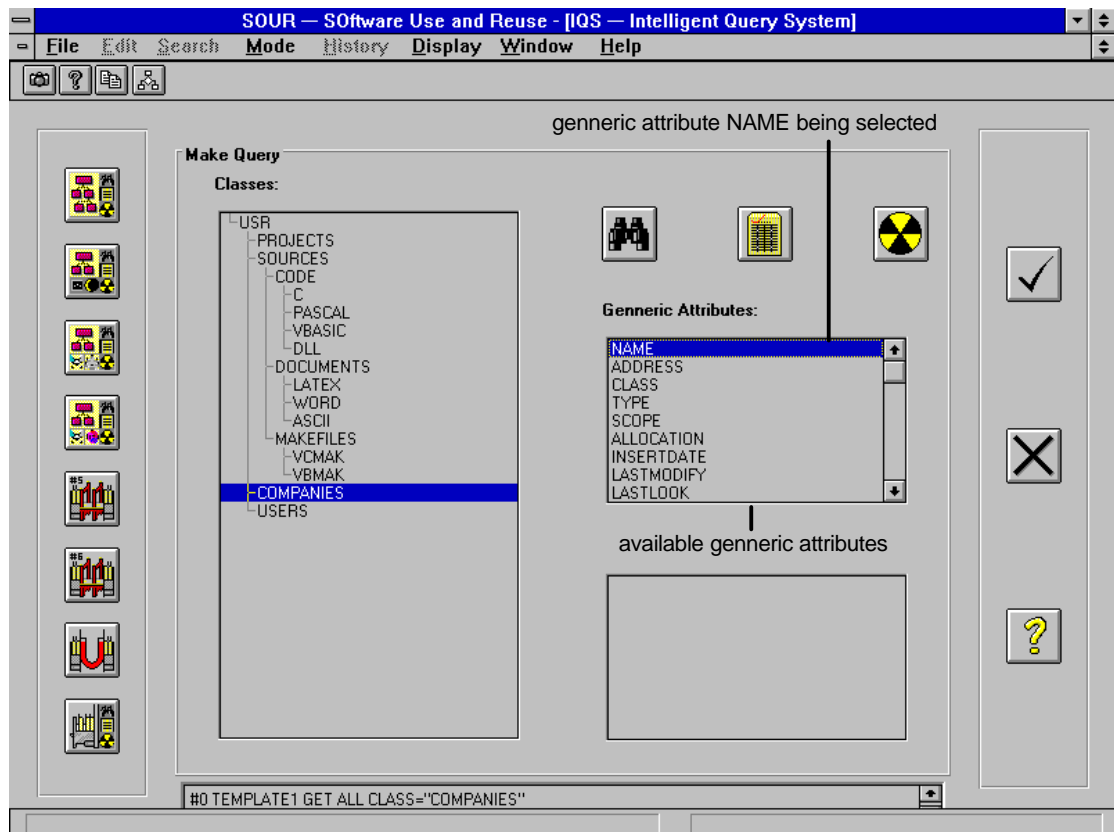 SOUR — SOftware Use and Reuse - [IQS — Intelligent Query System]
File Edit Search Mode History Display Window Help
genneric attribute NAME being selected
Make Query
Classes:
USR
PROJECTS
SOURCES
CODE
C
PASCAL
VBASIC
DLL
DOCUMENTS
LATEX
WORD
ASCII
MAKEFILES
VCMAK
VBMAK
COMPANIES
USERS
Genneric Attributes:
NAME
ADDRESS
CLASS
TYPE
SCOPE
ALLOCATION
INSERTDATE
LASTMODIFY
LASTLOOK
available genneric attributes
#5
#6
#0 TEMPLATE1 GET ALL CLASS="COMPANIES"